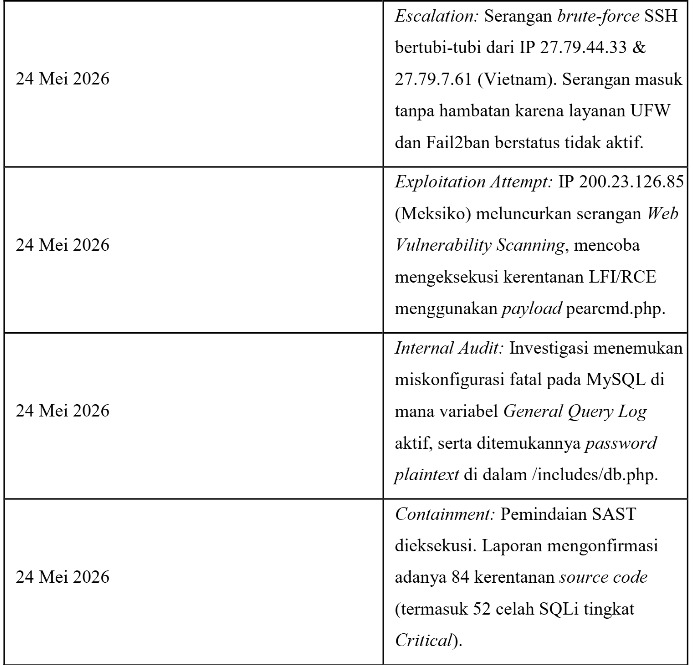 24 Mei 2026
Escalation: Serangan brute-force SSH
bertubi-tubi dari IP 27.79.44.33 &
27.79.7.61 (Vietnam). Serangan masuk
tanpa hambatan karena layanan UFW
dan Fail2ban berstatus tidak aktif.
24 Mei 2026
Exploitation Attempt: IP 200.23.126.85
(Meksiko) meluncurkan serangan Web
Vulnerability Scanning, mencoba
mengeksekusi kerentanan LFI/RCE
menggunakan payload pearcmd.php.
24 Mei 2026
Internal Audit: Investigasi menemukan
miskonfigurasi fatal pada MySQL di
mana variabel General Query Log
aktif, serta ditemukannya password
plaintext di dalam /includes/db.php.
24 Mei 2026
Containment: Pemindaian SAST
dieksekusi. Laporan mengonfirmasi
adanya 84 kerentanan source code
(termasuk 52 celah SQLi tingkat
Critical).